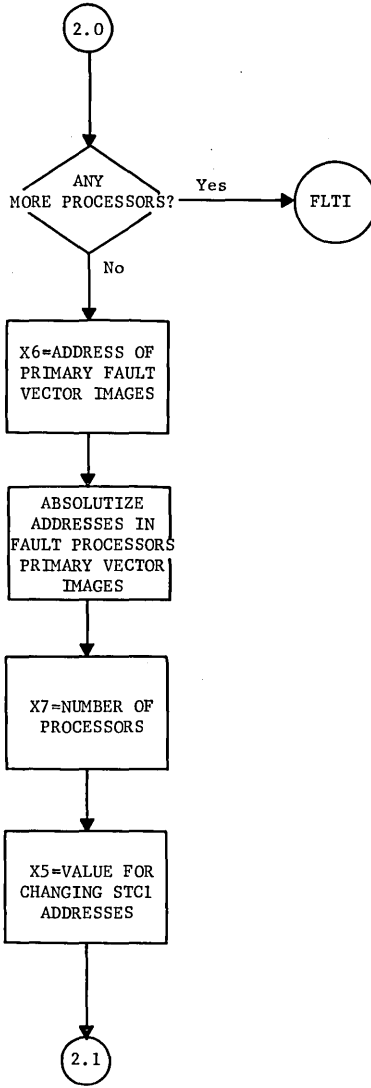 2.0
ANY
MORE PROCESSORS?
Yes
FLTI
No
X6=ADDRESS OF
PRIMARY FAULT
VECTOR IMAGES
ABSOLUTIZE
ADDRESSES IN
FAULT PROCESSORS
PRIMARY VECTOR
IMAGES
X7=NUMBER OF
PROCESSORS
X5=VALUE FOR
CHANGING STC1
ADDRESSES
2.1